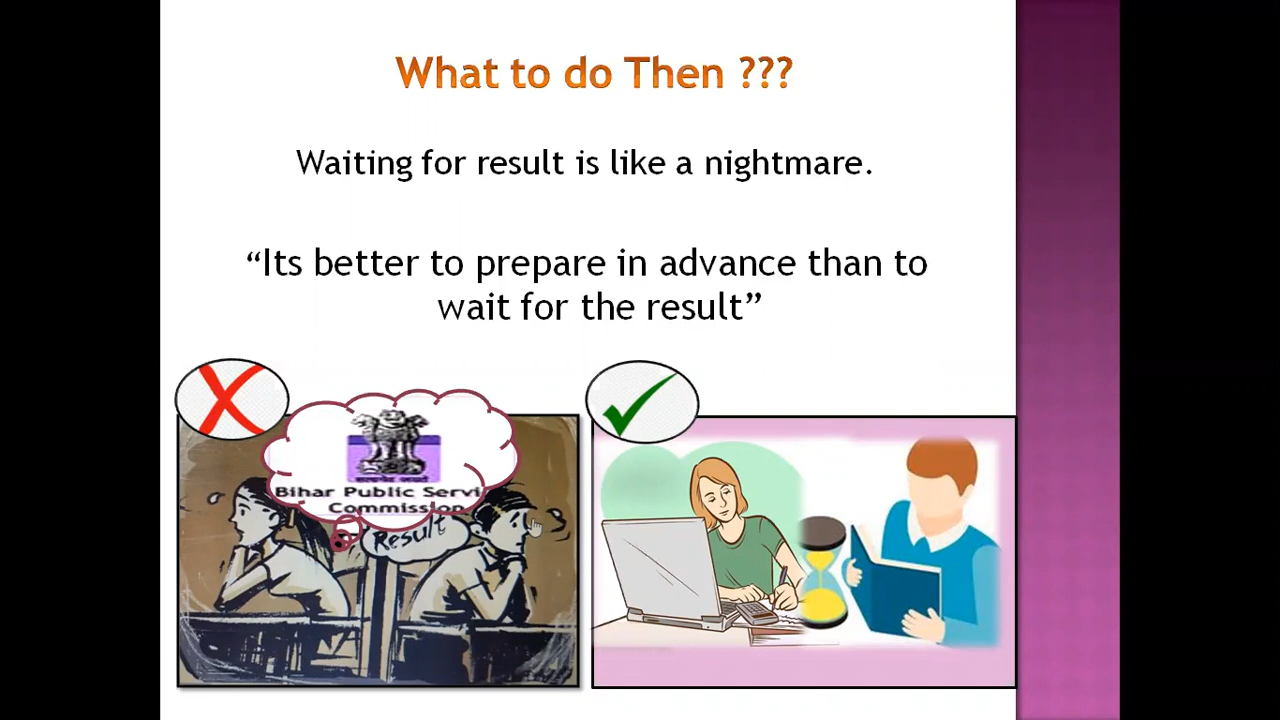 What to do Then ???
Waiting for result is like a nightmare.
“Its better to prepare in advance than to
wait for the result”
Bihar Public Servi
Commission
Result